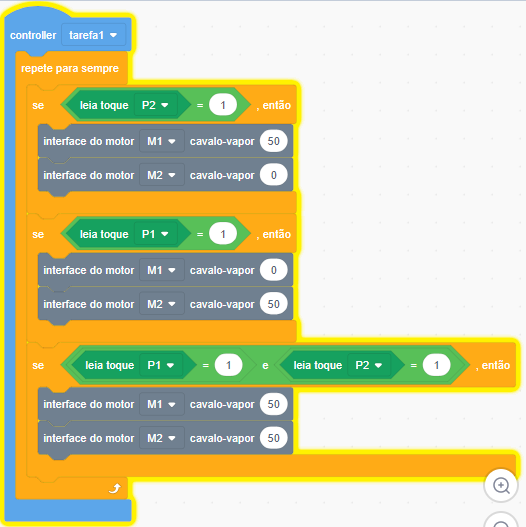 controller tarefa1
repete para sempre
se leia toque P2 = 1 , então
interface do motor M1 cavalo-vapor 50
interface do motor M2 cavalo-vapor 0
se leia toque P1 = 1 , então
interface do motor M1 cavalo-vapor 0
interface do motor M2 cavalo-vapor 50
se leia toque P1 = 1 e leia toque P2 = 1 , então
interface do motor M1 cavalo-vapor 50
interface do motor M2 cavalo-vapor 50